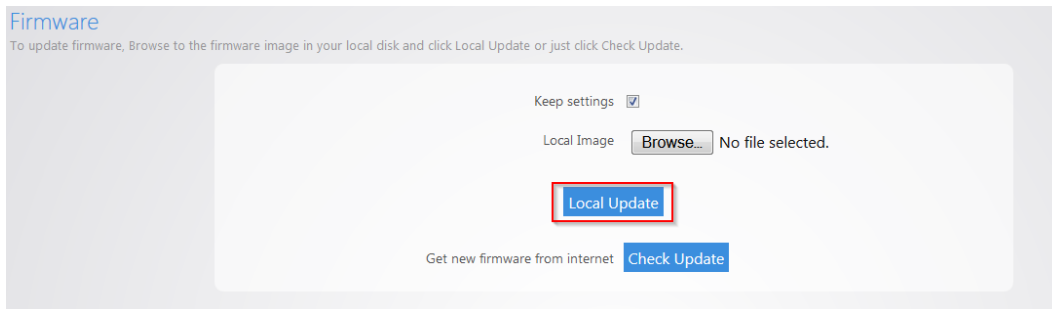 Firmware
To update firmware, Browse to the firmware image in your local disk and click Local Update or just click Check Update.
Keep settings
Local Image Browse... No file selected.
Local Update
Get new firmware from internet Check Update